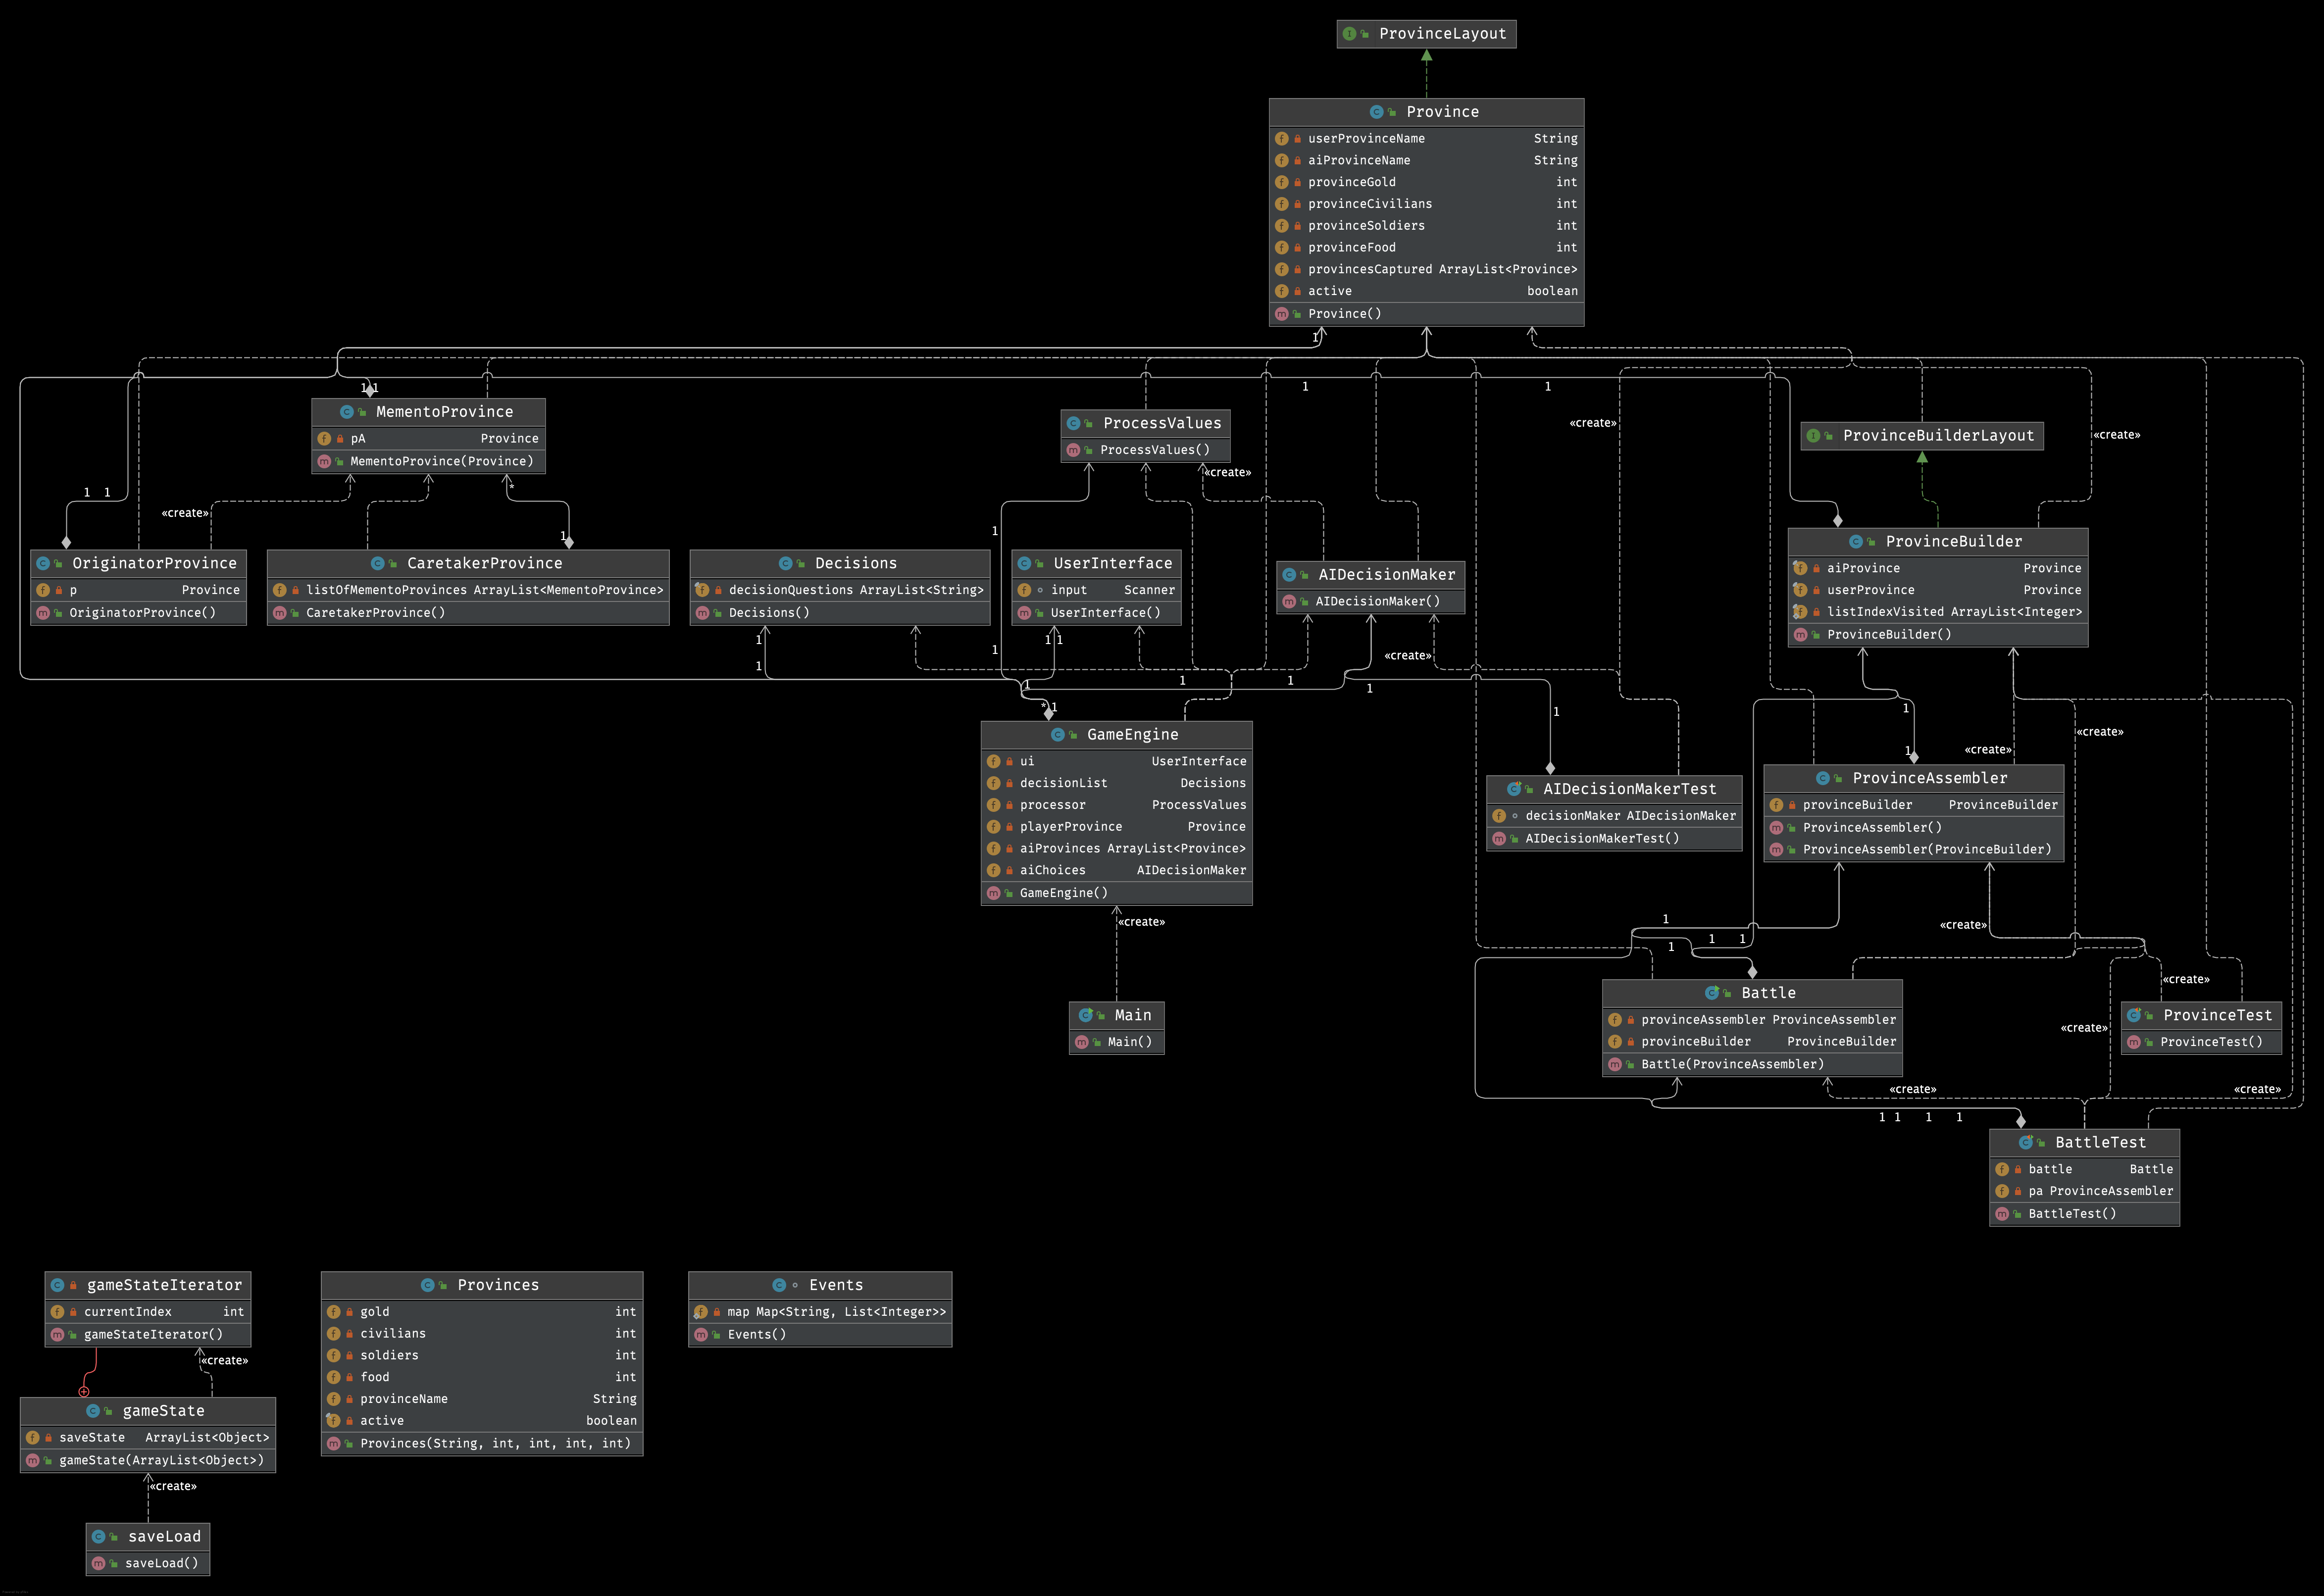 ProvinceLayout
Province
userProvinceName String
aiProvinceName String
provinceGold int
provinceCivilians int
provinceSoldiers int
provinceFood int
provincesCaptured ArrayList<Province>
active boolean
Province()
1
1 1
1
1
MementoProvince
pA Province
MementoProvince(Province)
ProcessValues
ProcessValues()
«create»
«create»
ProvinceBuilderLayout
«create»
1 1
«create»
*
1
1
OriginatorProvince
p Province
OriginatorProvince()
CaretakerProvince
listOfMementoProvinces ArrayList<MementoProvince>
CaretakerProvince()
Decisions
decisionQuestions ArrayList<String>
Decisions()
UserInterface
input Scanner
UserInterface()
AIDecisionMaker
AIDecisionMaker()
ProvinceBuilder
aiProvince Province
userProvince Province
listIndexVisited ArrayList<Integer>
ProvinceBuilder()
1
1
1
1 1
«create»
1
1
1
1
* 1
1
1
«create»
1
«create»
GameEngine
ui UserInterface
decisionList Decisions
processor ProcessValues
playerProvince Province
aiProvinces ArrayList<Province>
aiChoices AIDecisionMaker
GameEngine()
AIDecisionMakerTest
decisionMaker AIDecisionMaker
AIDecisionMakerTest()
ProvinceAssembler
provinceBuilder ProvinceBuilder
ProvinceAssembler()
ProvinceAssembler(ProvinceBuilder)
«create»
1
«create»
1
1
1
Main
Main()
Battle
provinceAssembler ProvinceAssembler
provinceBuilder ProvinceBuilder
Battle(ProvinceAssembler)
«create»
«create»
ProvinceTest
ProvinceTest()
«create»
«create»
1 1 1 1
BattleTest
battle Battle
pa ProvinceAssembler
BattleTest()
gameStateIterator
currentIndex int
gameStateIterator()
«create»
gameState
saveState ArrayList<Object>
gameState(ArrayList<Object>)
«create»
saveLoad
saveLoad()
Provinces
gold int
civilians int
soldiers int
food int
provinceName String
active boolean
Provinces(String, int, int, int, int)
Events
map Map<String, List<Integer>>
Events()